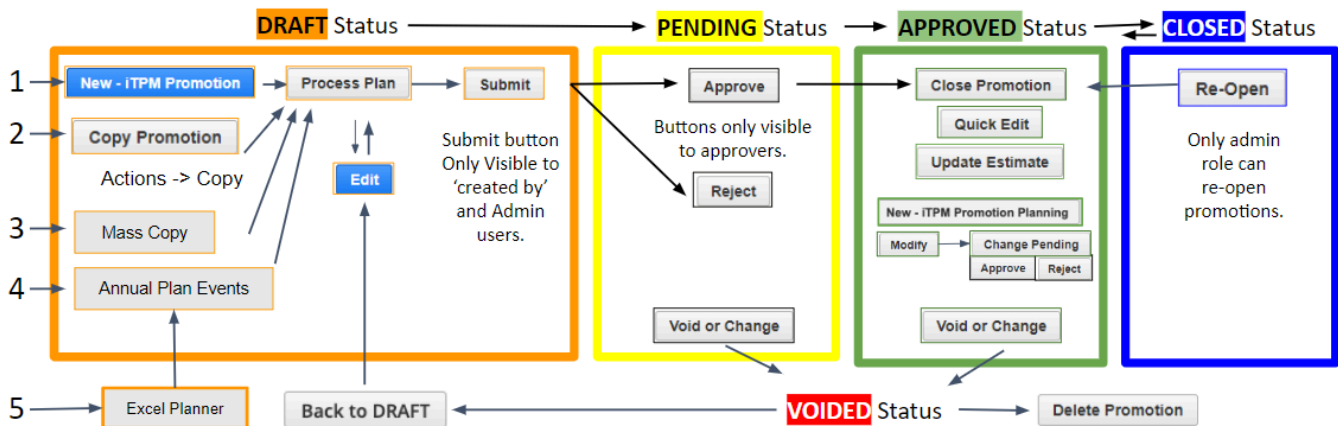 DRAFT Status
PENDING Status
APPROVED Status
CLOSED Status
1
New - iTPM Promotion
Process Plan
Submit
2
Copy Promotion
Actions -> Copy
Edit
Submit button
Only Visible to
‘created by’
and Admin
users.
3
Mass Copy
4
Annual Plan Events
5
Excel Planner
Approve
Buttons only visible
to approvers.
Reject
Void or Change
Close Promotion
Quick Edit
Update Estimate
New - iTPM Promotion Planning
Modify
Change Pending
Approve
Reject
Void or Change
Re-Open
Only admin
role can
re-open
promotions.
Back to DRAFT
VOIDED Status
Delete Promotion